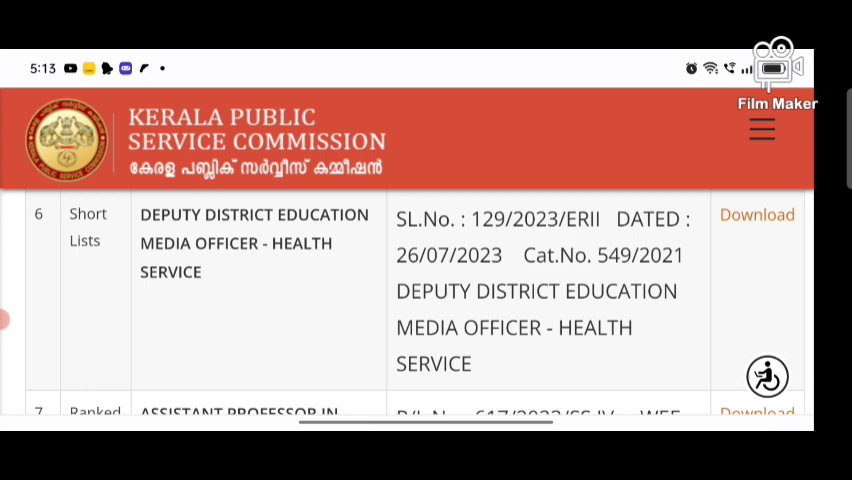 5:13
Film Maker
KERALA PUBLIC
SERVICE COMMISSION
കേരള പബ്ലിക് സർവ്വീസ് കമ്മീഷൻ
6
Short
Lists
DEPUTY DISTRICT EDUCATION
MEDIA OFFICER - HEALTH
SERVICE
SL.No. : 129/2023/ERII DATED :
26/07/2023 Cat.No. 549/2021
DEPUTY DISTRICT EDUCATION
MEDIA OFFICER - HEALTH
SERVICE
Download
7
Ranked
ASSISTANT PROFESSOR IN
Download